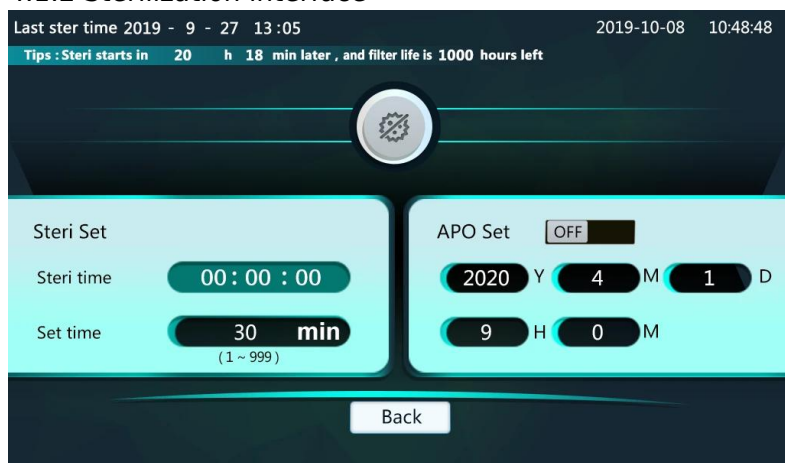 Last ster time 2019 - 9 - 27 13:05 2019-10-08 10:48:48
Tips : Steri starts in 20 h 18 min later , and filter life is 1000 hours left
Steri Set
Steri time 00:00:00
Set time 30 min
(1~999)
APO Set OFF
2020 Y 4 M 1 D
9 H 0 M
Back